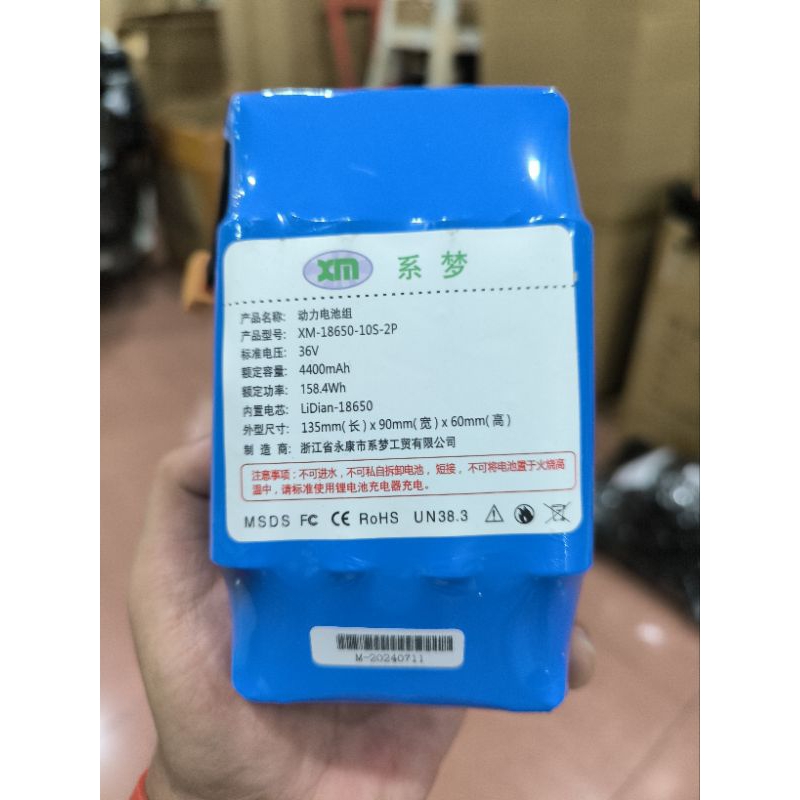 XM 系梦
产品名称: 动力电池组
产品型号: XM-18650-10S-2P
标准电压: 36V
额定容量: 4400mAh
额定功率: 158.4Wh
内置电芯: LiDian-18650
外型尺寸: 135mm(长) x 90mm(宽) x 60mm(高)
制 造 商: 浙江省永康市系梦工贸有限公司
注意事项: 不可进水, 不可私自拆卸电池, 短接, 不可将电池置于火烧高
温中, 请标准使用锂电池充电器充电。
MSDS FC CE RoHS UN38.3
M-20240711